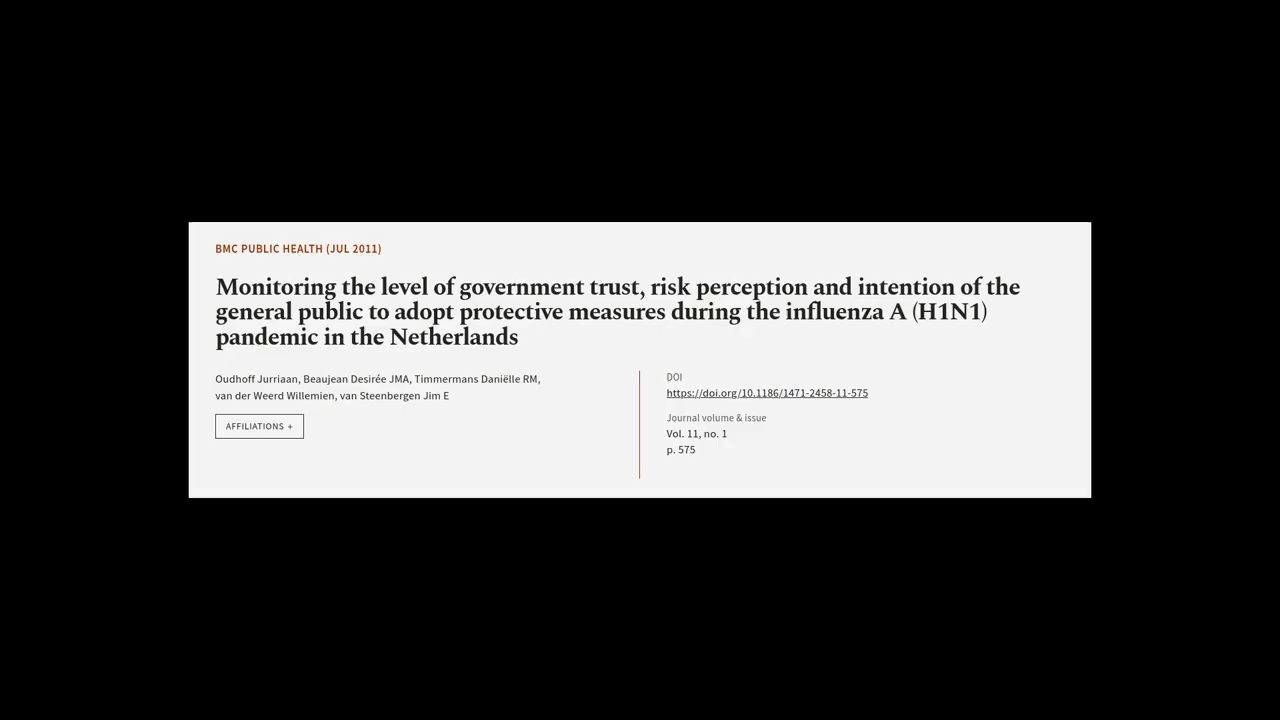 BMC PUBLIC HEALTH (JUL 2011)
Monitoring the level of government trust, risk perception and intention of the
general public to adopt protective measures during the influenza A (H1N1)
pandemic in the Netherlands
Oudhoff Jurriaan, Beaujean Desirée JMA, Timmermans Daniëlle RM,
van der Weerd Willemien, van Steenbergen Jim E
AFFILIATIONS +
DOI
https://doi.org/10.1186/1471-2458-11-575
Journal volume & issue
Vol. 11, no. 1
p. 575